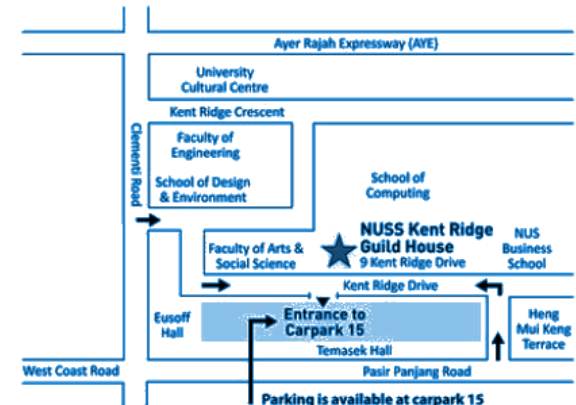 Ayer Rajah Expressway (AYE)
University
Cultural Centre
Kent Ridge Crescent
Clementi Road
Faculty of
Engineering
School of Design
& Environment
School of
Computing
NUSS Kent Ridge
Guild House
9 Kent Ridge Drive
NUS
Business
School
Faculty of Arts &
Social Science
Kent Ridge Drive
Eusoff
Hall
Entrance to
Carpark 15
Heng
Mui Keng
Terrace
Temasek Hall
West Coast Road
Pasir Panjang Road
Parking is available at carpark 15